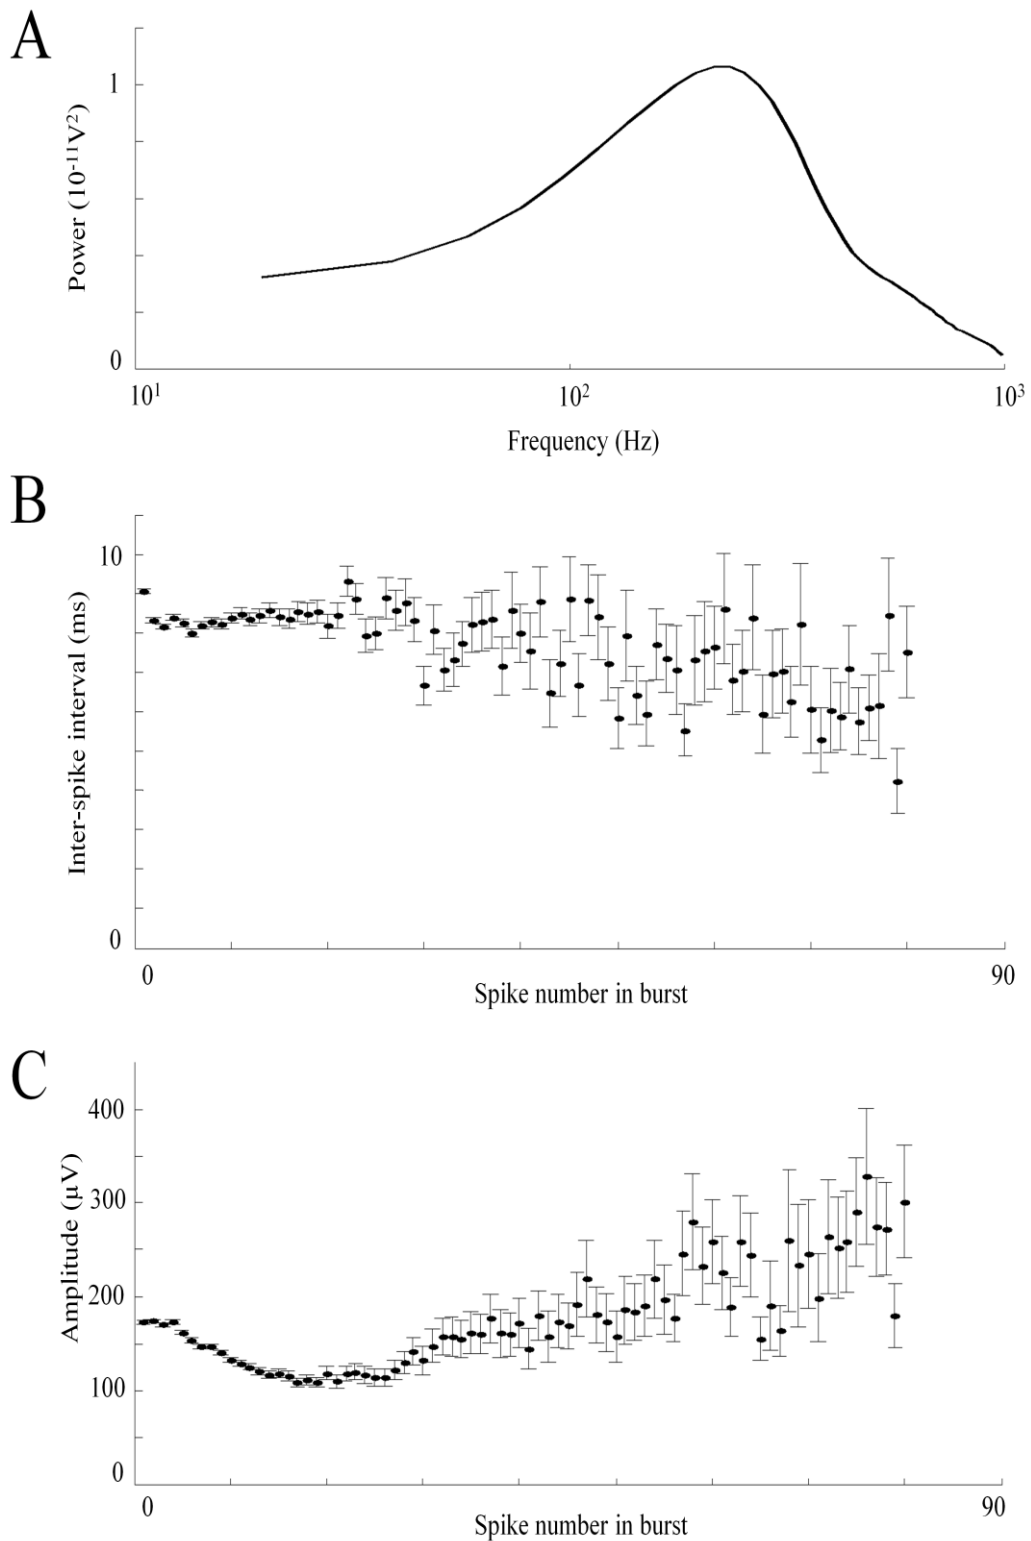 A
Power (10⁻¹¹V²)
1
0
10¹
10²
10³
Frequency (Hz)
B
Inter-spike interval (ms)
10
0
0
90
Spike number in burst
C
Amplitude (µV)
400
300
200
100
0
0
90
Spike number in burst